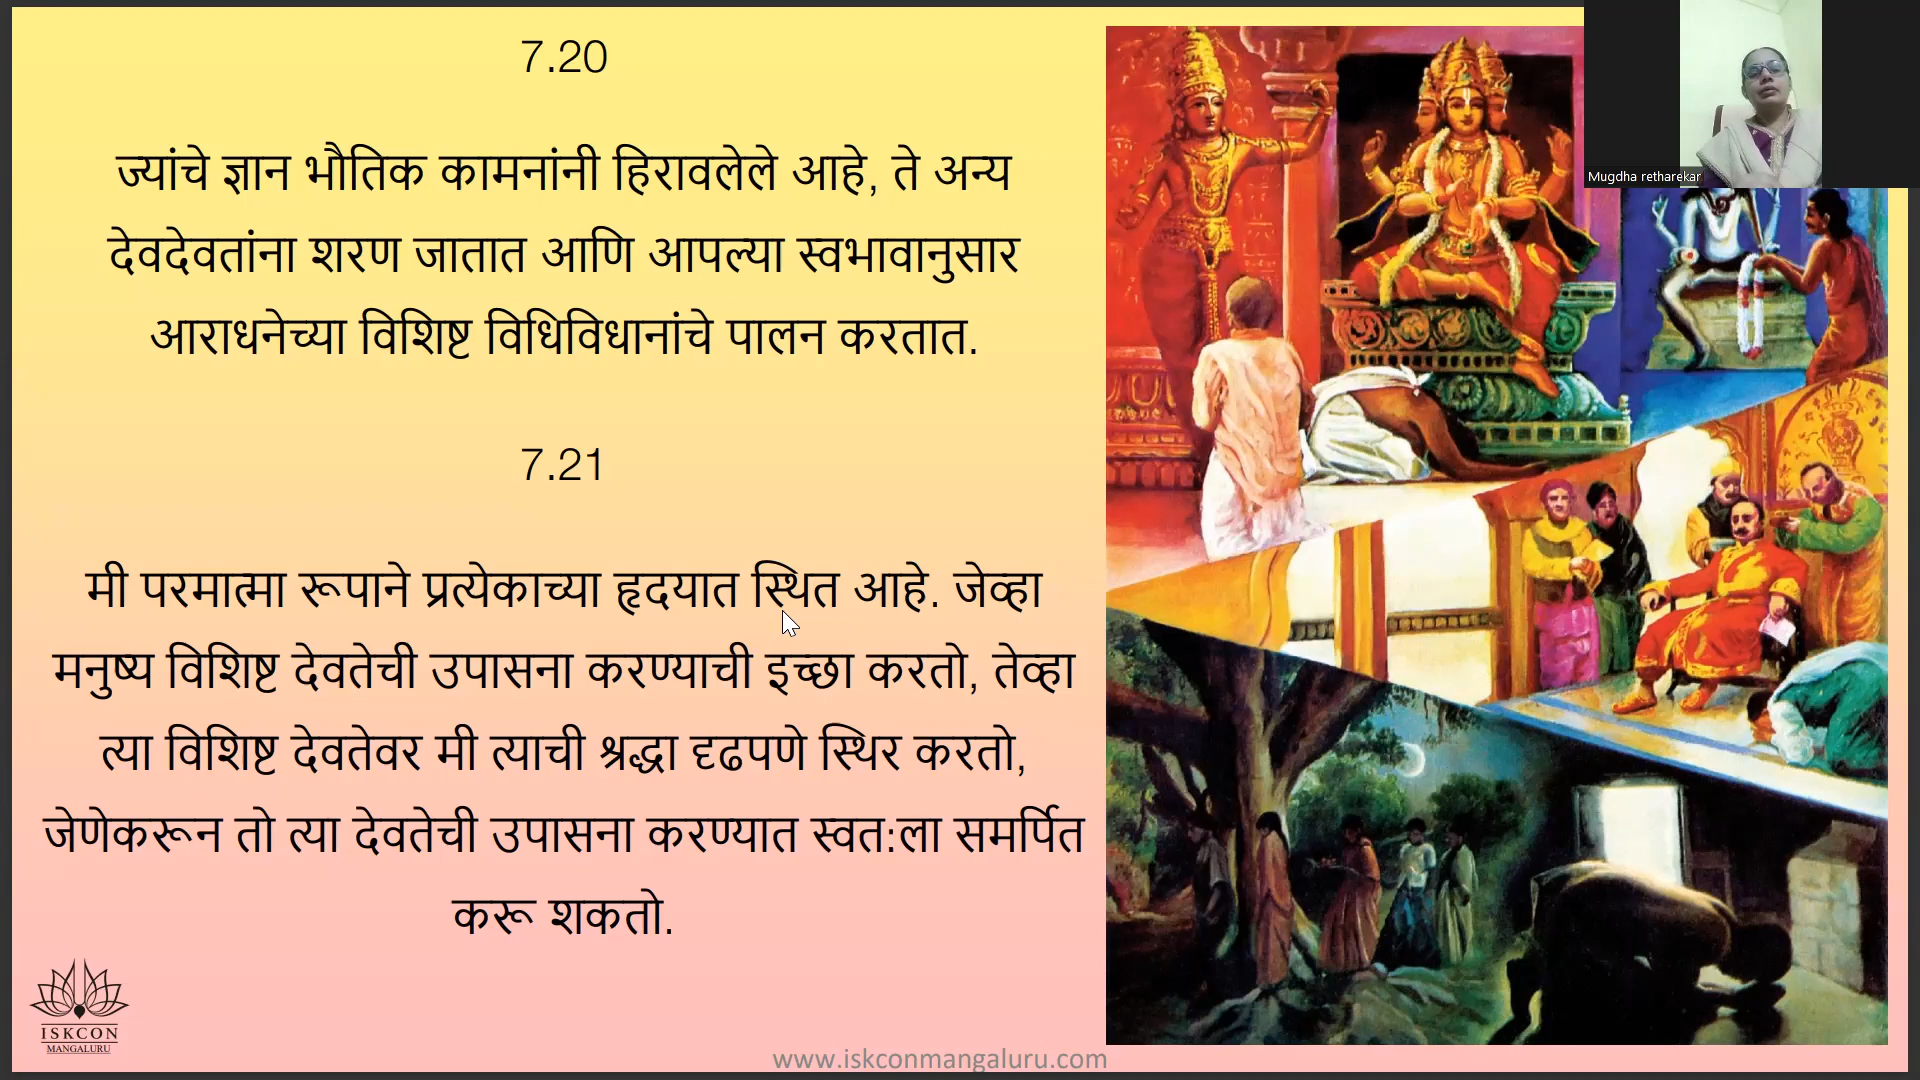 7.20
ज्यांचे ज्ञान भौतिक कामनांनी हिरावलेले आहे, ते अन्य
देवदेवतांना शरण जातात आणि आपल्या स्वभावानुसार
आराधनेच्या विशिष्ट विधिविधानांचे पालन करतात.
7.21
मी परमात्मा रूपाने प्रत्येकाच्या हृदयात स्थित आहे. जेव्हा
मनुष्य विशिष्ट देवतेची उपासना करण्याची इच्छा करतो, तेव्हा
त्या विशिष्ट देवतेवर मी त्याची श्रद्धा दृढपणे स्थिर करतो,
जेणेकरून तो त्या देवतेची उपासना करण्यात स्वत:ला समर्पित
करू शकतो.
Mugdha retharekar
ISKCON
MANGALURU
www.iskconmangaluru.com